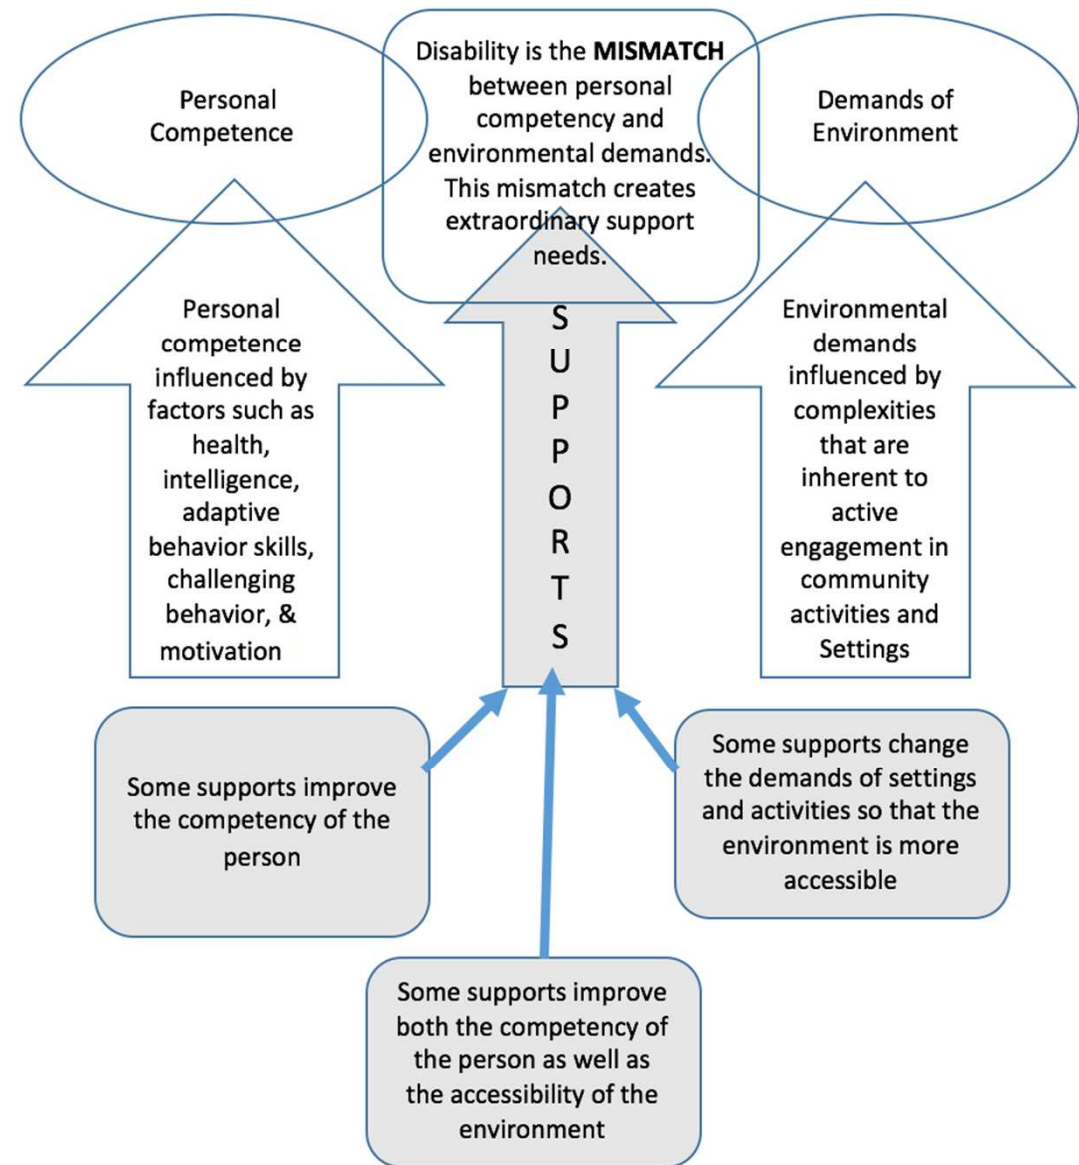 Personal
Competence
Disability is the MISMATCH
between personal
competency and
environmental demands.
This mismatch creates
extraordinary support
needs.
Demands of
Environment
Personal
competence
influenced by
factors such as
health,
intelligence,
adaptive
behavior skills,
challenging
behavior, &
motivation
S
U
P
P
O
R
T
S
Environmental
demands
influenced by
complexities
that are
inherent to
active
engagement in
community
activities and
Settings
Some supports improve
the competency of the
person
Some supports change
the demands of settings
and activities so that the
environment is more
accessible
Some supports improve
both the competency of
the person as well as
the accessibility of the
environment